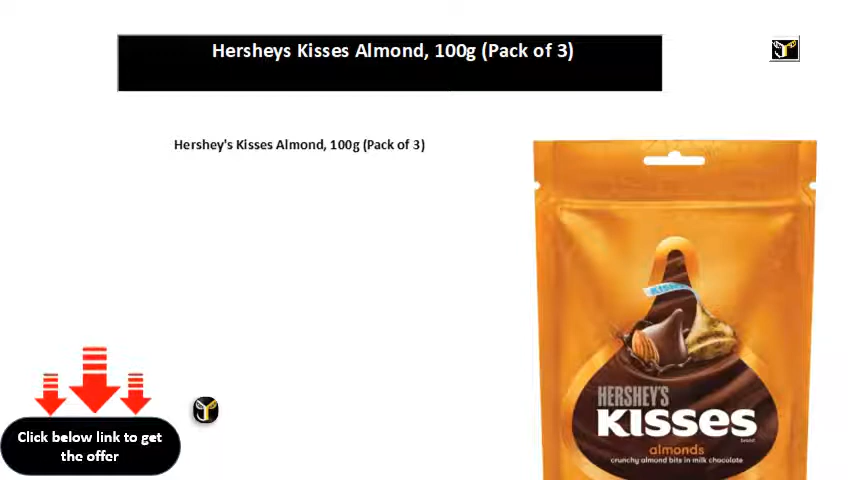 Hersheys Kisses Almond, 100g (Pack of 3)
Hershey's Kisses Almond, 100g (Pack of 3)
KISSES
HERSHEY'S
KISSES
almonds
crunchy almond bits in milk chocolate
Click below link to get
the offer